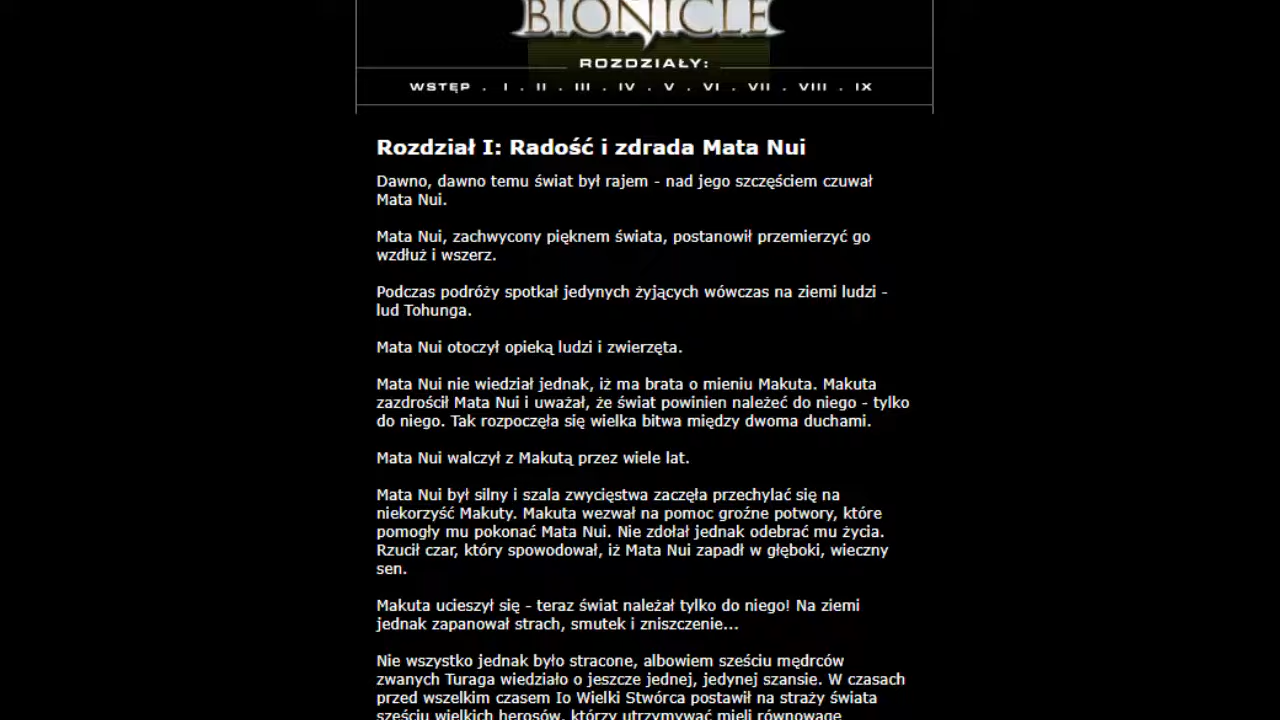 BIONICLE
ROZDZIAŁY:
WSTĘP . I . II . III . IV . V . VI . VII . VIII . IX
Rozdział I: Radość i zdrada Mata Nui
Dawno, dawno temu świat był rajem - nad jego szczęściem czuwał
Mata Nui.
Mata Nui, zachwycony pięknem świata, postanowił przemierzyć go
wzdłuż i wszerz.
Podczas podróży spotkał jedynych żyjących wówczas na ziemi ludzi -
lud Tohunga.
Mata Nui otoczył opieką ludzi i zwierzęta.
Mata Nui nie wiedział jednak, iż ma brata o mieniu Makuta. Makuta
zazdrościł Mata Nui i uważał, że świat powinien należeć do niego - tylko
do niego. Tak rozpoczęła się wielka bitwa między dwoma duchami.
Mata Nui walczył z Makutą przez wiele lat.
Mata Nui był silny i szala zwycięstwa zaczęła przechylać się na
niekorzyść Makuty. Makuta wezwał na pomoc groźne potwory, które
pomogły mu pokonać Mata Nui. Nie zdołał jednak odebrać mu życia.
Rzucił czar, który spowodował, iż Mata Nui zapadł w głęboki, wieczny
sen.
Makuta ucieszył się - teraz świat należał tylko do niego! Na ziemi
jednak zapanował strach, smutek i zniszczenie...
Nie wszystko jednak było stracone, albowiem sześciu mędrców
zwanych Turaga wiedziało o jeszcze jednej, jedynej szansie. W czasach
przed wszelkim czasem Io Wielki Stwórca postawił na straży świata
sześciu wielkich herosów, którzy utrzymywać mieli równowagę